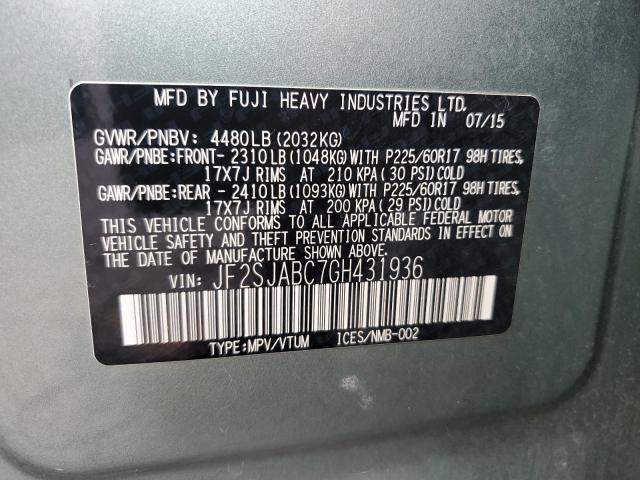 MFD BY FUJI HEAVY INDUSTRIES LTD.
MFD IN 07/15
GVWR/PNBV: 4480LB(2032KG)
GAWR/PNBE:FRONT- 2310LB(1048KG)WITH P225/60R17 98H TIRES,
17X7J RIMS AT 210 KPA( 30 PSI)COLD
GAWR/PNBE:REAR - 2410LB(1093KG)WITH P225/60R17 98H TIRES,
17X7J RIMS AT 200 KPA( 29 PSI)COLD
THIS VEHICLE CONFORMS TO ALL APPLICABLE FEDERAL MOTOR
VEHICLE SAFETY AND THEFT PREVENTION STANDARDS IN EFFECT
ON THE DATE OF MANUFACTURE SHOWN ABOVE.
VIN: JF2SJABC7GH431936
TYPE:MPV/VTUM ICES/NMB-002